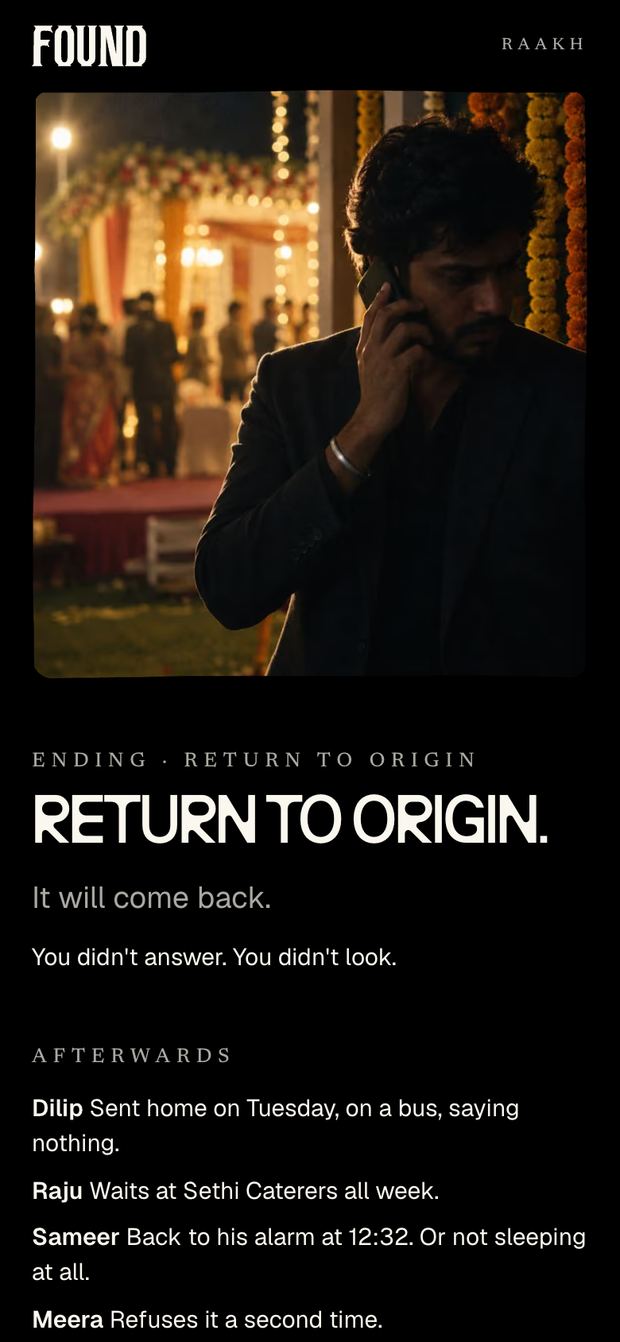 FOUND
RAAKH
ENDING · RETURN TO ORIGIN
RETURN TO ORIGIN.
It will come back.
You didn't answer. You didn't look.
AFTERWARDS
Dilip Sent home on Tuesday, on a bus, saying
nothing.
Raju Waits at Sethi Caterers all week.
Sameer Back to his alarm at 12:32. Or not sleeping
at all.
Meera Refuses it a second time.